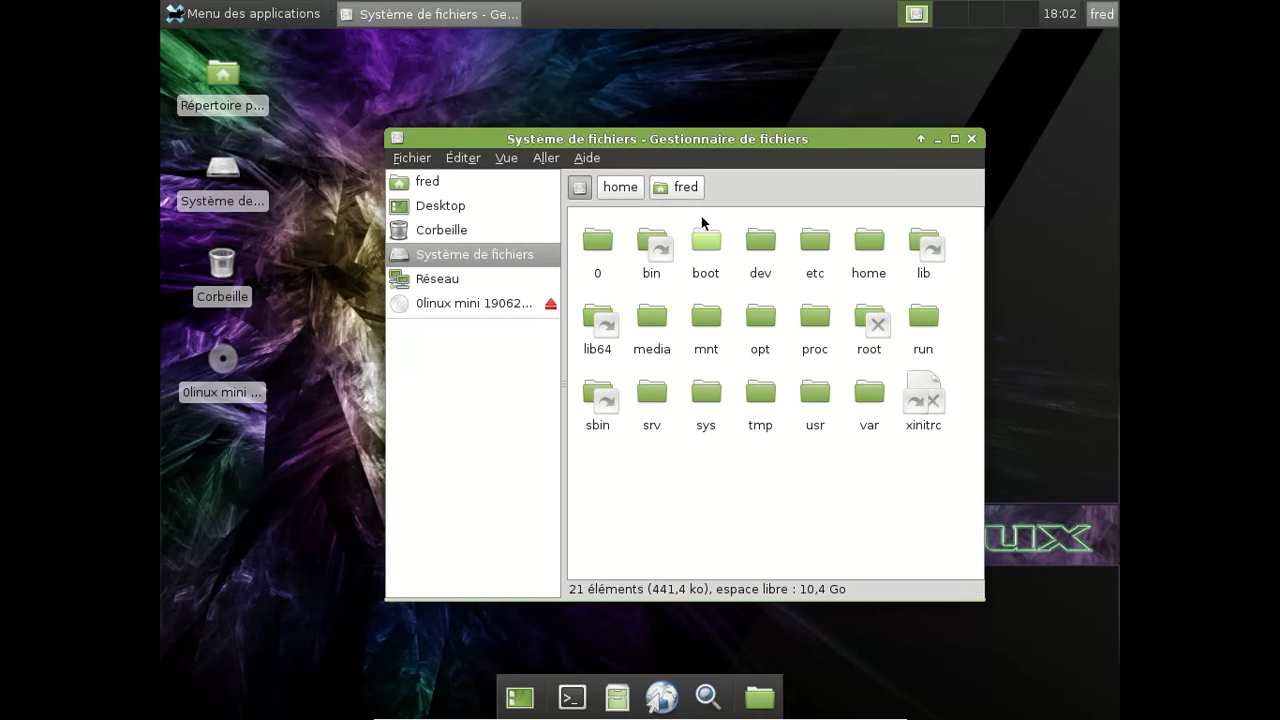 Menu des applications
Système de fichiers - Ge...
18:02
fred
Répertoire p...
Système de...
Corbeille
0linux mini ...
Système de fichiers - Gestionnaire de fichiers
Fichier Éditer Vue Aller Aide
fred
Desktop
Corbeille
Système de fichiers
Réseau
0linux mini 19062...
home fred
0 bin boot dev etc home lib
lib64 media mnt opt proc root run
sbin srv sys tmp usr var xinitrc
21 éléments (441,4 ko), espace libre : 10,4 Go
ux